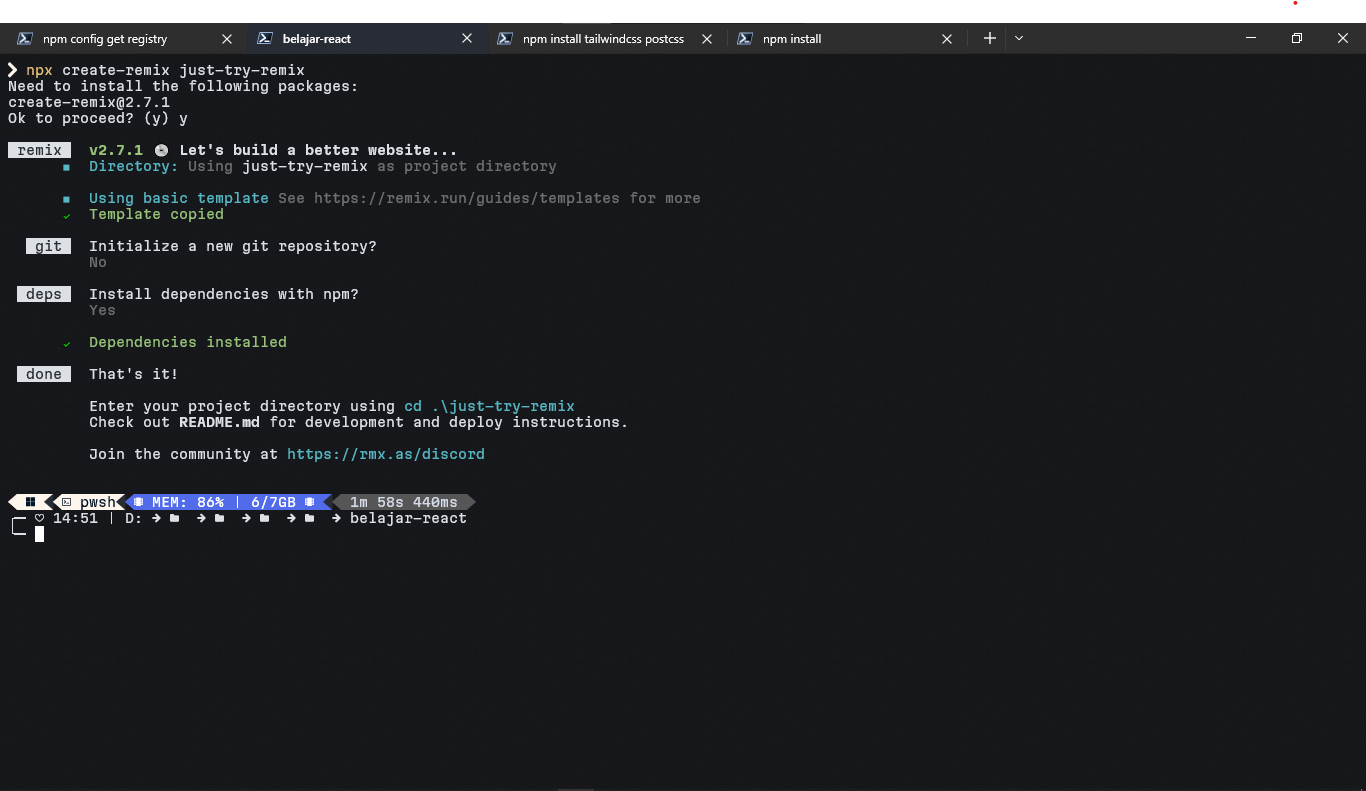 npm config get registry
belajar-react
npm install tailwindcss postcss
npm install
npx create-remix just-try-remix
Need to install the following packages:
create-remix@2.7.1
Ok to proceed? (y) y
remix v2.7.1 💿 Let's build a better website...
Directory: Using just-try-remix as project directory
Using basic template See https://remix.run/guides/templates for more
Template copied
git Initialize a new git repository?
No
deps Install dependencies with npm?
Yes
Dependencies installed
done That's it!
Enter your project directory using cd .\just-try-remix
Check out README.md for development and deploy instructions.
Join the community at https://rmx.as/discord
pwsh MEM: 86% | 6/7GB 1m 58s 440ms
14:51 | D: → → → → → belajar-react